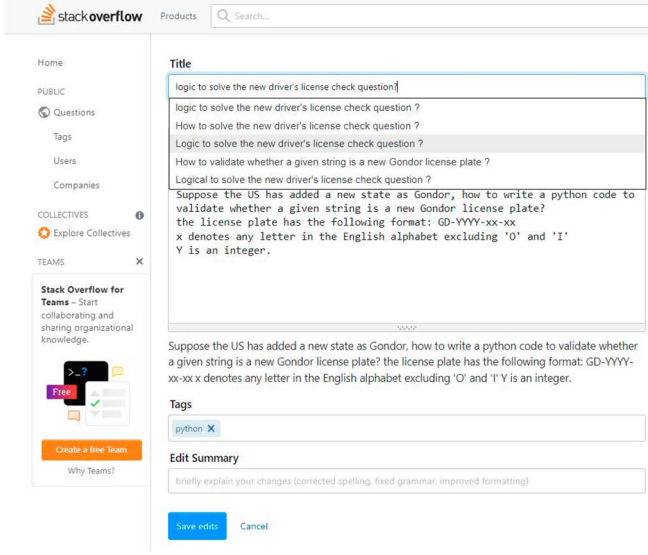 stackoverflow Products Search...
Home
PUBLIC
Questions
Tags
Users
Companies
COLLECTIVES
Explore Collectives
TEAMS
Stack Overflow for
Teams – Start
collaborating and
sharing organizational
knowledge.
>_?
Free
Create a free Team
Why Teams?
Title
logic to solve the new driver's license check question?
logic to solve the new driver's license check question ?
How to solve the new driver's license check question ?
Logic to solve the new driver's license check question ?
How to validate whether a given string is a new Gondor license plate ?
Logical to solve the new driver's license check question ?
Suppose the US has added a new state as Gondor, how to write a python code to
validate whether a given string is a new Gondor license plate?
the license plate has the following format: GD-YYYY-xx-xx
x denotes any letter in the English alphabet excluding 'O' and 'I'
Y is an integer.
Suppose the US has added a new state as Gondor, how to write a python code to validate whether
a given string is a new Gondor license plate? the license plate has the following format: GD-YYYY-
xx-xx x denotes any letter in the English alphabet excluding 'O' and 'I' Y is an integer.
Tags
python X
Edit Summary
briefly explain your changes (corrected spelling, fixed grammar, improved formatting)
Save edits Cancel